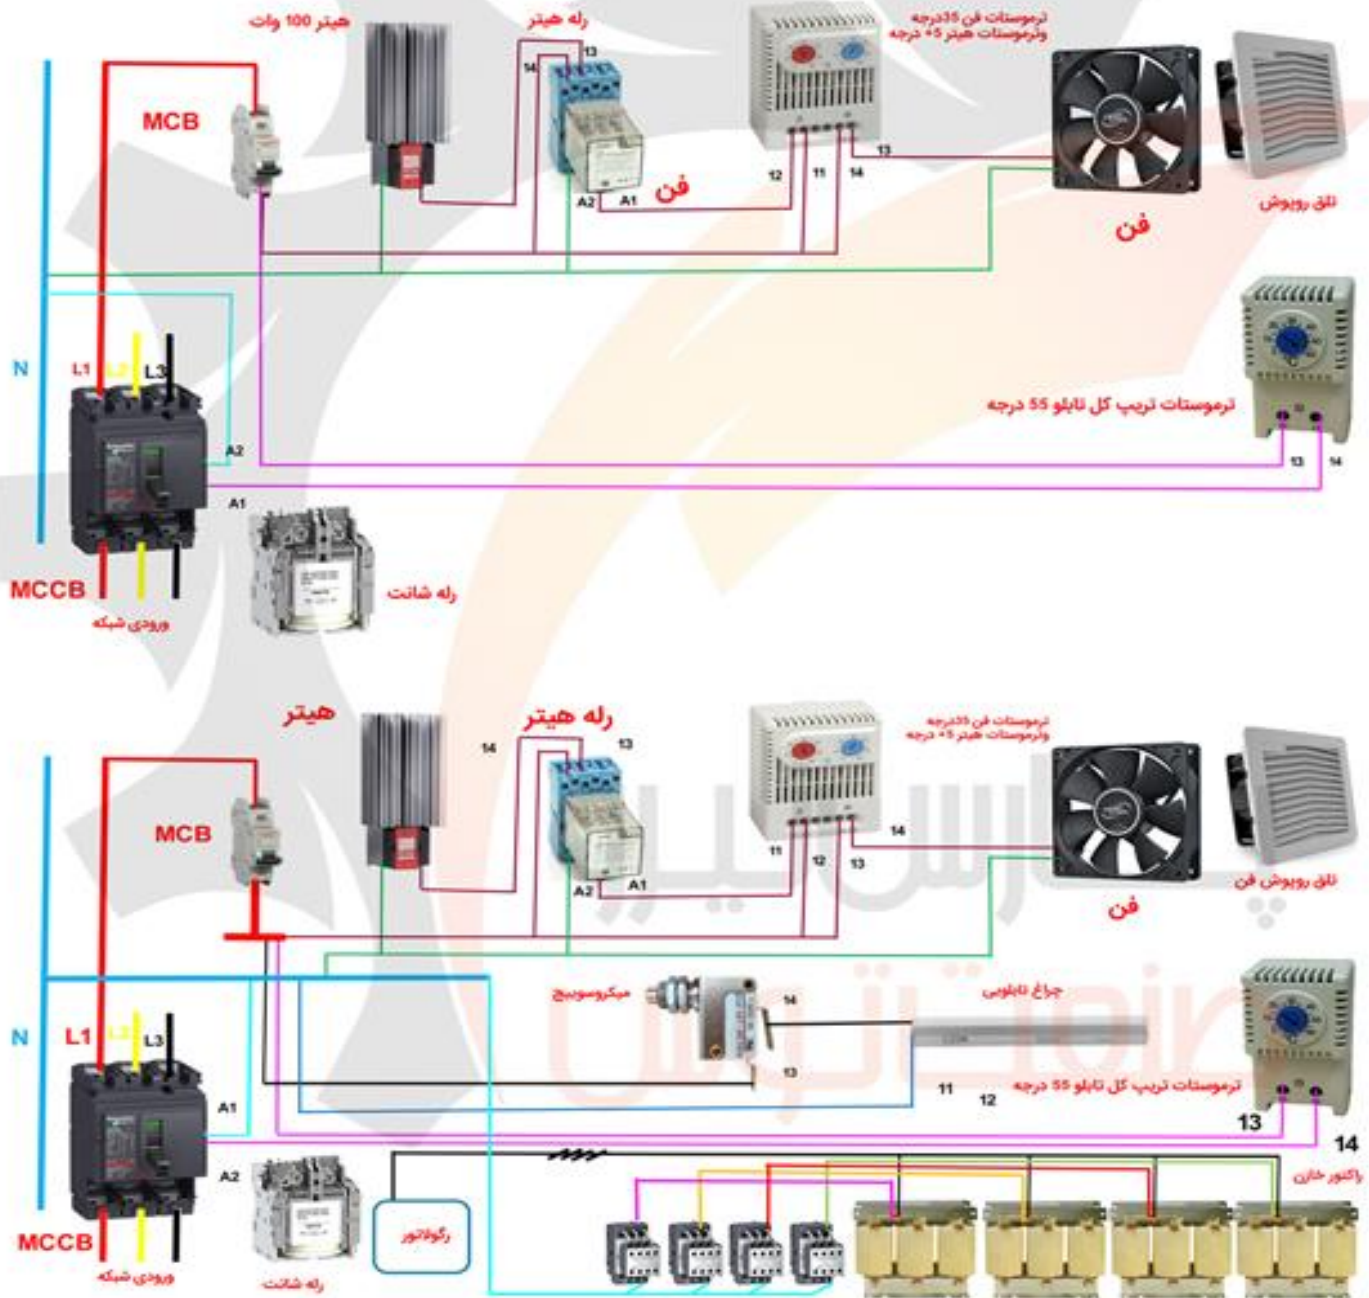 هیتر 100 وات
رله هیتر
ترموستات فن 35درجه
وترموستات هیتر 5+ درجه
13
14
MCB
فن
A2
A1
12
11
14
13
فن
تلق روپوش
N
L1
L2
L3
A2
A1
ترموستات تریپ کل تابلو 55 درجه
13
14
MCCB
ورودی شبکه
رله شانت
هیتر
رله هیتر
ترموستات فن 35درجه
وترموستات هیتر 5+ درجه
14
13
MCB
A2
A1
11
12
13
14
فن
تلق روپوش فن
پارس
توس
N
L1
L2
L3
A1
A2
میکروسوییچ
14
13
چراغ تابلویی
11
12
ترموستات تریپ کل تابلو 55 درجه
13
14
MCCB
ورودی شبکه
رله شانت
رگولاتور
راکتور خازن